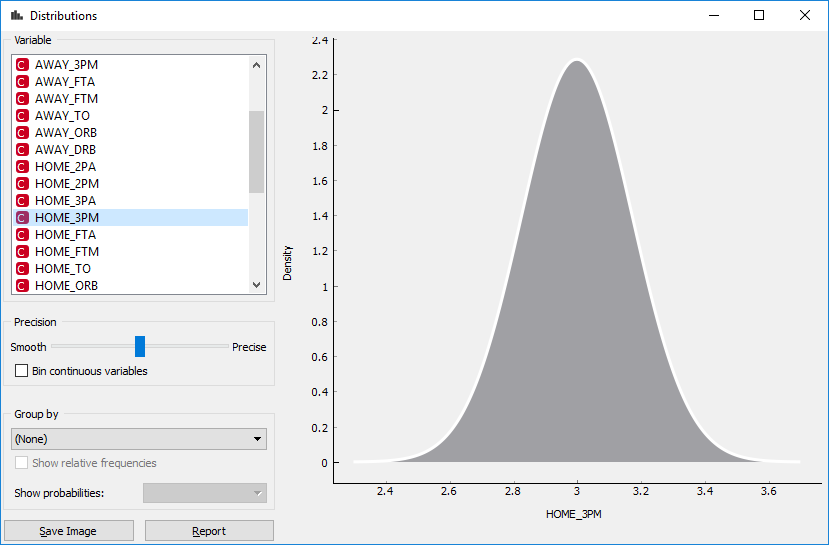 Distributions
Variable
C AWAY_3PM
C AWAY_FTA
C AWAY_FTM
C AWAY_TO
C AWAY_ORB
C AWAY_DRB
C HOME_2PA
C HOME_2PM
C HOME_3PA
C HOME_3PM
C HOME_FTA
C HOME_FTM
C HOME_TO
C HOME_ORB
Precision
Smooth Precise
Bin continuous variables
Group by
(None)
Show relative frequencies
Show probabilities:
Save Image Report
Density
2.4
2.2
2
1.8
1.6
1.4
1.2
1
0.8
0.6
0.4
0.2
0
2.4 2.6 2.8 3 3.2 3.4 3.6
HOME_3PM